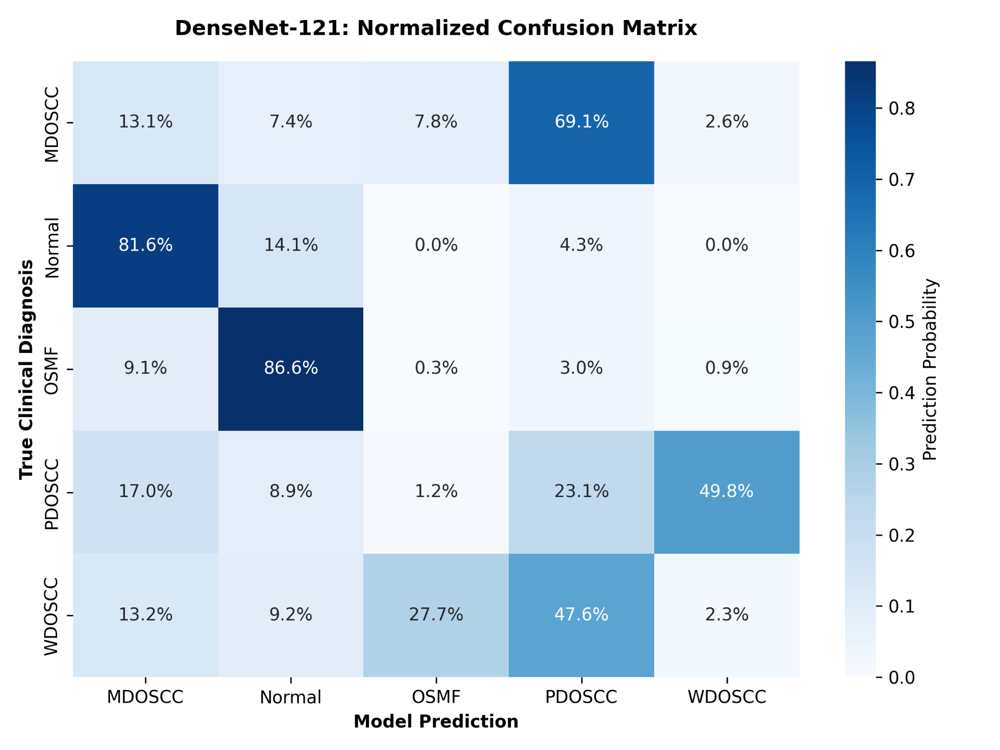 DenseNet-121: Normalized Confusion Matrix
True Clinical Diagnosis
MDOSCC 13.1% 7.4% 7.8% 69.1% 2.6%
Normal 81.6% 14.1% 0.0% 4.3% 0.0%
OSMF 9.1% 86.6% 0.3% 3.0% 0.9%
PDOSCC 17.0% 8.9% 1.2% 23.1% 49.8%
WDOSCC 13.2% 9.2% 27.7% 47.6% 2.3%
MDOSCC Normal OSMF PDOSCC WDOSCC
Model Prediction
0.8
0.7
0.6
0.5
0.4
0.3
0.2
0.1
0.0
Prediction Probability